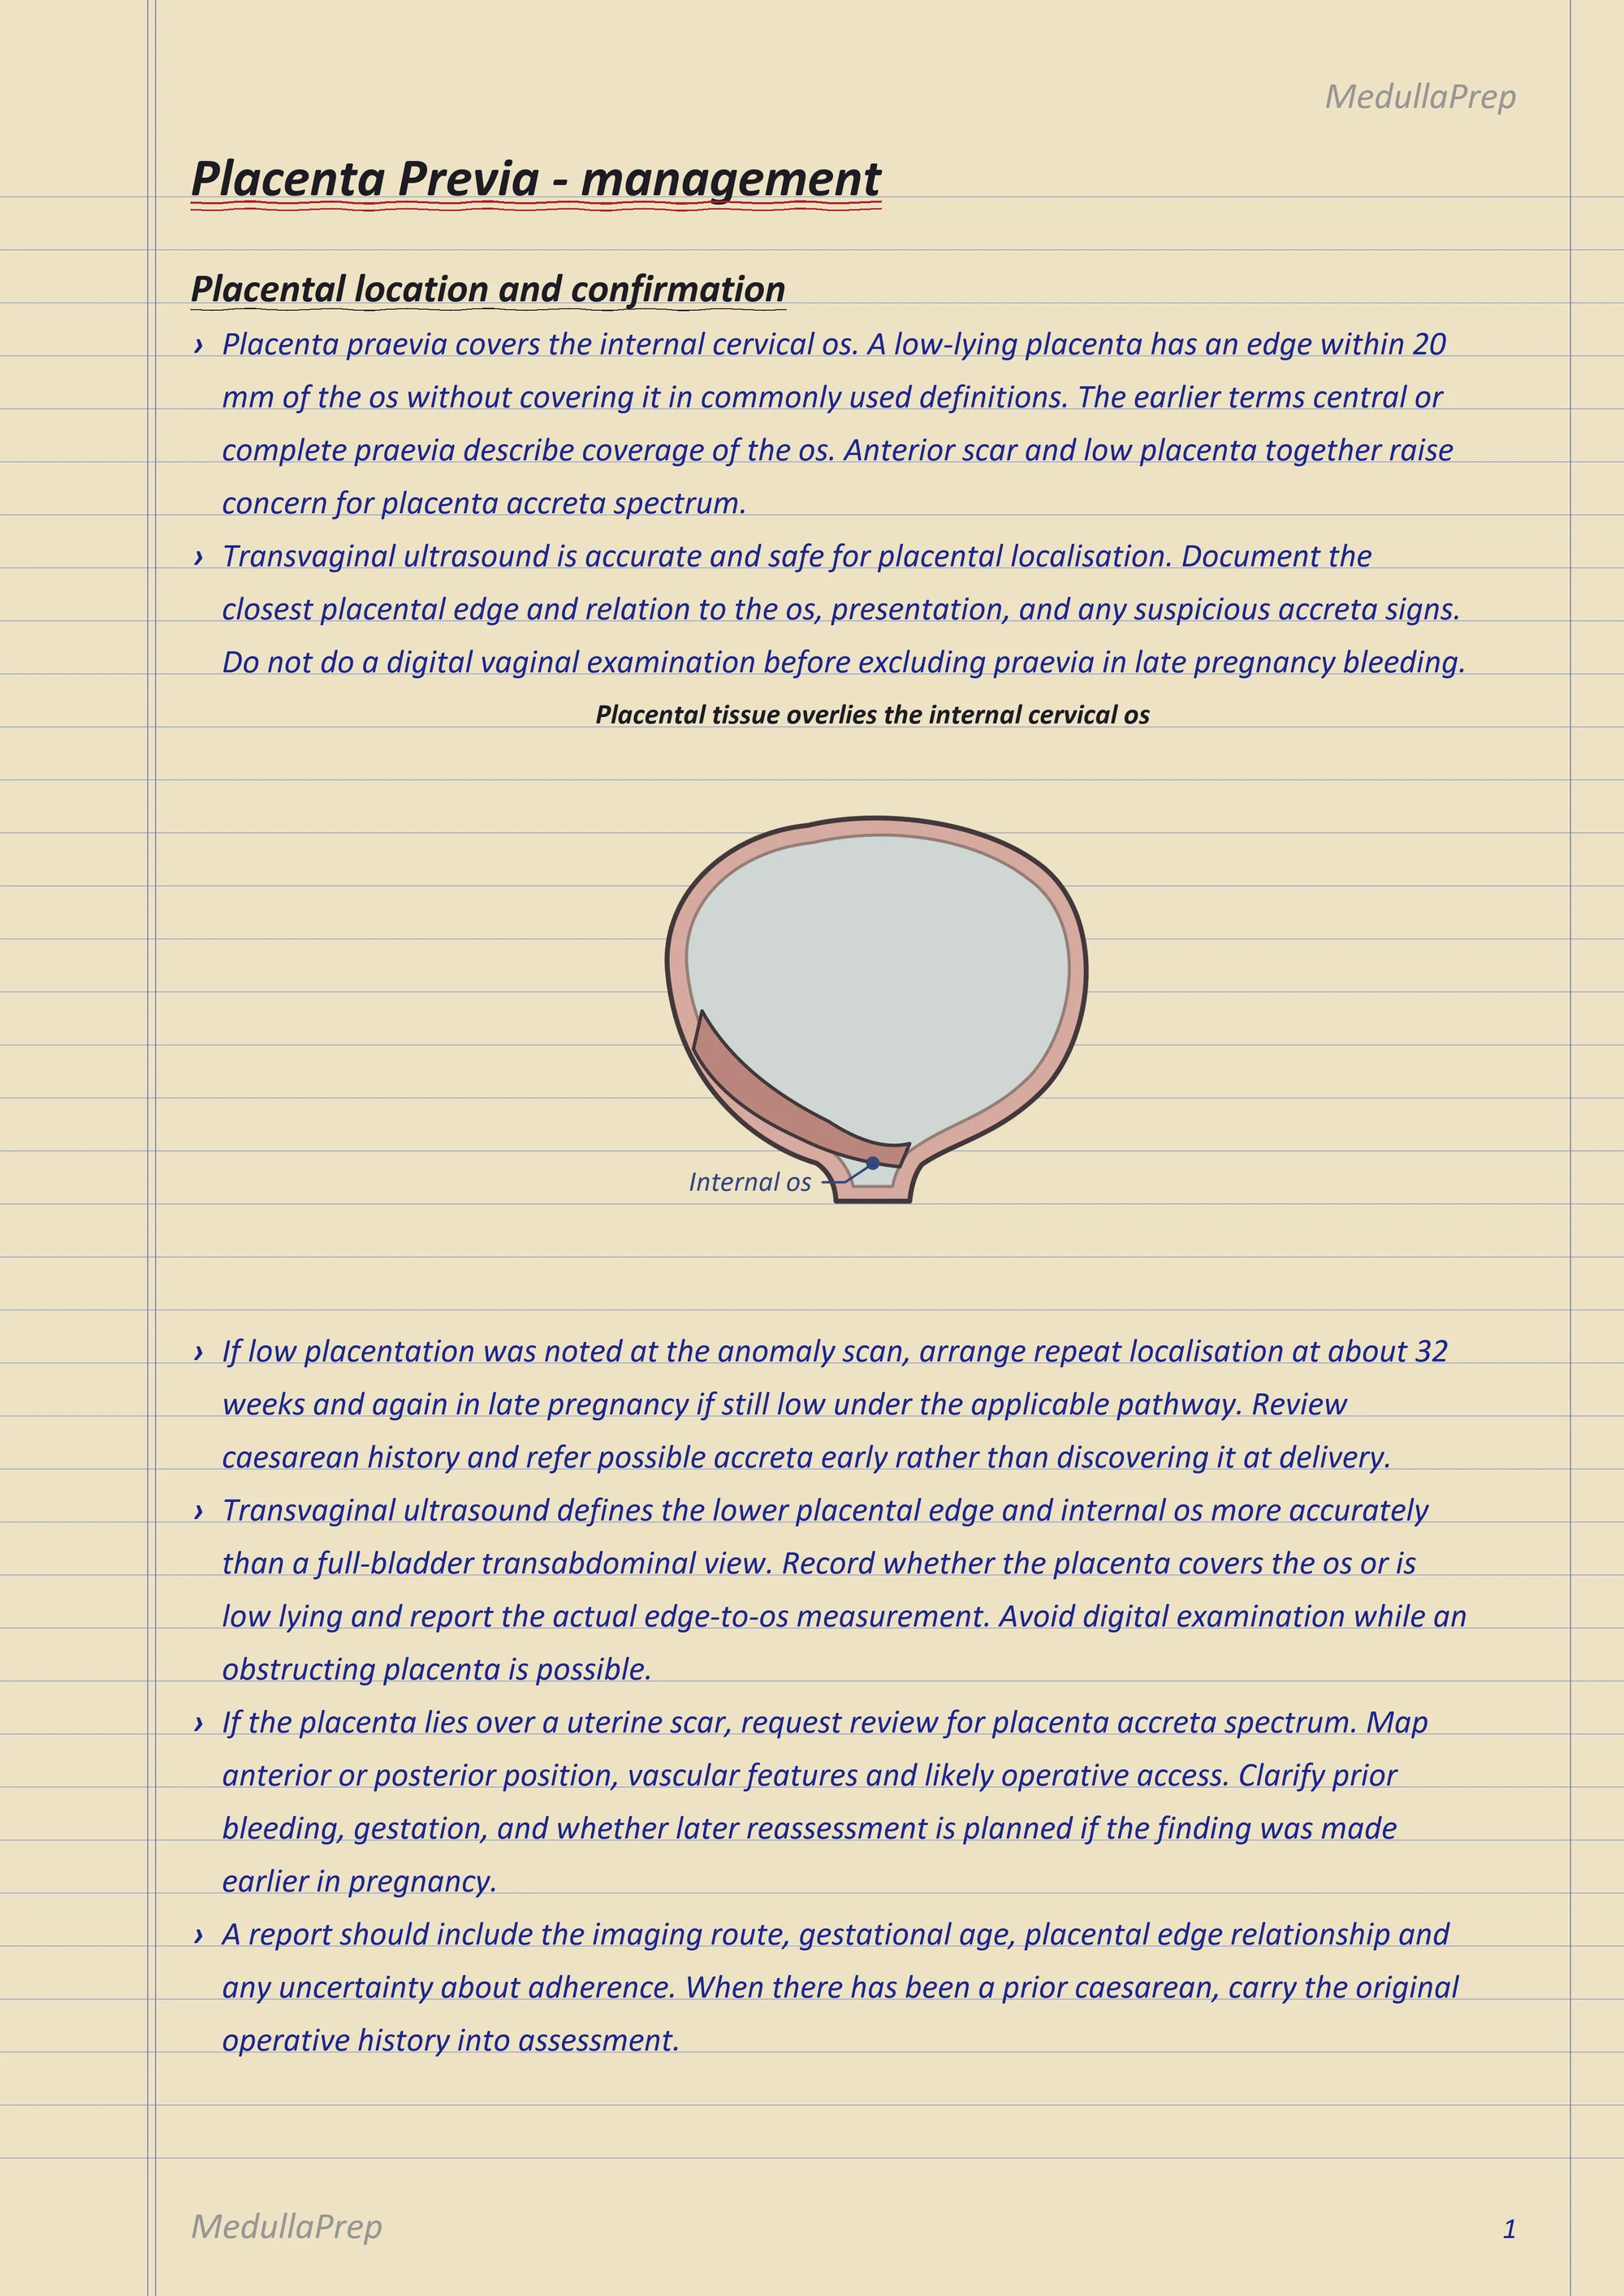 MedullaPrep
Placenta Previa - management
Placental location and confirmation
› Placenta praevia covers the internal cervical os. A low-lying placenta has an edge within 20
mm of the os without covering it in commonly used definitions. The earlier terms central or
complete praevia describe coverage of the os. Anterior scar and low placenta together raise
concern for placenta accreta spectrum.
› Transvaginal ultrasound is accurate and safe for placental localisation. Document the
closest placental edge and relation to the os, presentation, and any suspicious accreta signs.
Do not do a digital vaginal examination before excluding praevia in late pregnancy bleeding.
Placental tissue overlies the internal cervical os
Internal os
› If low placentation was noted at the anomaly scan, arrange repeat localisation at about 32
weeks and again in late pregnancy if still low under the applicable pathway. Review
caesarean history and refer possible accreta early rather than discovering it at delivery.
› Transvaginal ultrasound defines the lower placental edge and internal os more accurately
than a full-bladder transabdominal view. Record whether the placenta covers the os or is
low lying and report the actual edge-to-os measurement. Avoid digital examination while an
obstructing placenta is possible.
› If the placenta lies over a uterine scar, request review for placenta accreta spectrum. Map
anterior or posterior position, vascular features and likely operative access. Clarify prior
bleeding, gestation, and whether later reassessment is planned if the finding was made
earlier in pregnancy.
› A report should include the imaging route, gestational age, placental edge relationship and
any uncertainty about adherence. When there has been a prior caesarean, carry the original
operative history into assessment.
MedullaPrep
1